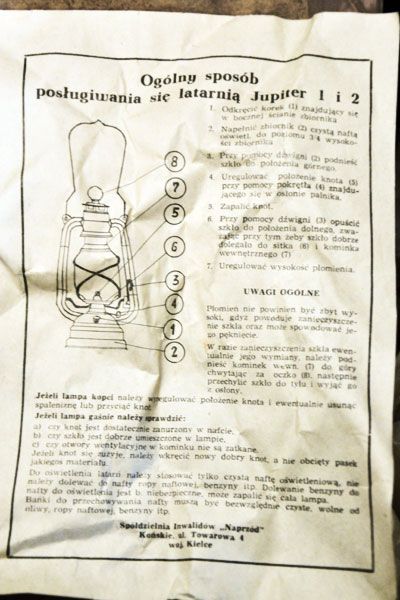 Ogólny sposób
posługiwania się latarnią Jupiter 1 i 2
1. Odkręcić korek (1) znajdujący się
w bocznej ścianie zbiornika
2. Napełnić zbiornik (2) czystą naftą
oświetl. do poziomu 3/4 wysoko-
ści zbiornika
3. Przy pomocy dźwigni (2) podnieść
szkło do położenia górnego.
4. Uregulować położenie knota (5)
przy pomocy pokrętła (4) znajdu-
jącego się w osłonie palnika.
5. Zapalić knot.
6. Przy pomocy dźwigni (3) opuścić
szkło do położenia dolnego, zwa-
żając przy tym żeby szkło dobrze
dolegało do sitka (6) i kominka
wewnętrznego (7)
7. Uregulować wysokość płomienia.
8
7
5
6
3
4
1
2
UWAGI OGÓLNE
Płomień nie powinien być zbyt wy-
soki, gdyż powoduje zanieczyszcze-
nie szkła oraz może spowodować je-
go pęknięcie.
W razie zanieczyszczenia szkła ewen-
tualnie jego wymiany, należy pod-
nieść kominek wewn. (7) do góry
chwytając za oczko (8), następnie
przechylić szkło do tyłu i wyjąć go
z osłony.
Jeżeli lampa kopci należy wyregulować położenie knota i ewentualnie usunąć
spaleniznę lub przyciąć knot
Jeżeli lampa gaśnie należy sprawdzić:
a) czy knot jest dostatecznie zanurzony w nafcie,
b) czy szkło jest dobrze umieszczone w lampie,
c) czy otwory wentylacyjne w kominku nie są zatkane.
Jeżeli knot się zużyje, należy wkręcić nowy dobry knot, a nie obcięty pasek
jakiegoś materiału.
Do oświetlenia latarń należy stosować tylko czystą naftę oświetleniową, nie
należy dolewać do nafty ropy naftowej, benzyny itp. Dolewanie benzyny do
nafty do oświetlenia jest b. niebezpieczne, może zapalić się cała lampa.
Bańki do przechowywania nafty muszą być bezwzględnie czyste, wolne od
oliwy, ropy naftowej, benzyny itp.
Spółdzielnia Inwalidów „Naprzód"
Końskie, ul. Towarowa 4
woj. Kielce